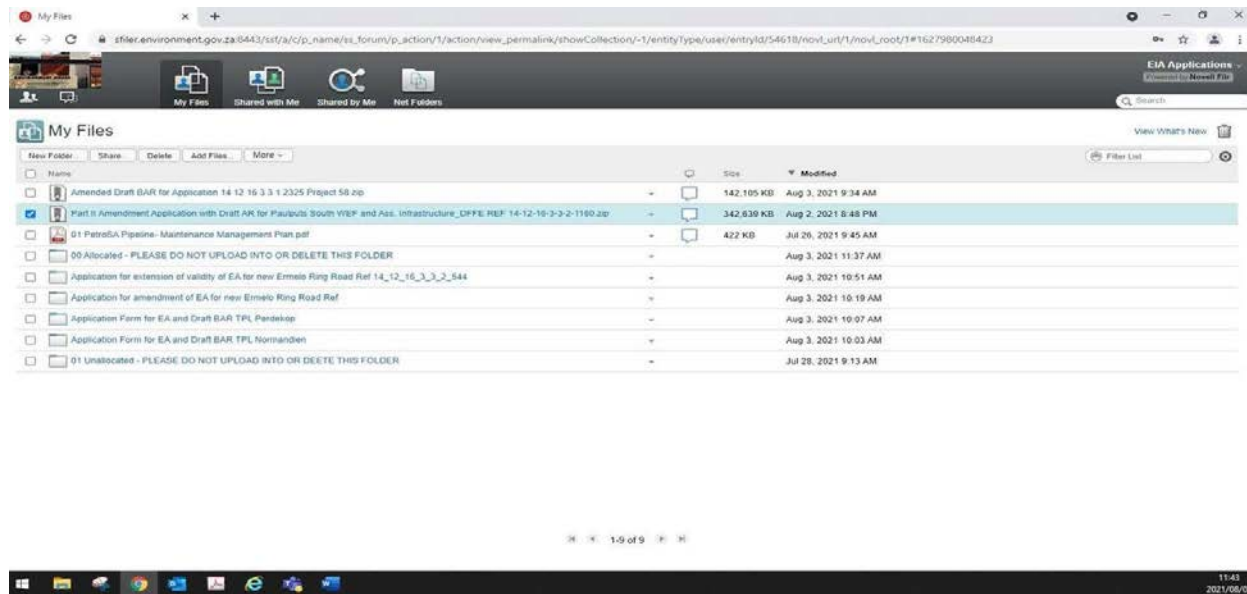 My Files
sfiler.environment.gov.za:8443/ssf/a/c/p_name/ss_forum/p_action/1/action/view_permalink/showCollection/-1/entityType/user/entryId/54618/novl_url/1/novl_root/1#1627980048423
EIA Applications
Powered by Novell Filr
My Files Shared with Me Shared by Me Net Folders
Search
My Files
View What's New
New Folder... Share... Delete Add Files... More
Filter List
Name Size Modified
Amended Draft BAR for Application 14 12 16 3 3 1 2325 Project 58.zip 142,105 KB Aug 3, 2021 9:34 AM
Part II Amendment Application with Draft AR for Paulputs South WEF and Ass. Infrastructure_DFFE REF 14-12-16-3-3-2-1160.zip 342,639 KB Aug 2, 2021 8:48 PM
01 PetroSA Pipeline- Maintenance Management Plan.pdf 422 KB Jul 26, 2021 9:45 AM
00 Allocated - PLEASE DO NOT UPLOAD INTO OR DELETE THIS FOLDER Aug 3, 2021 11:37 AM
Application for extension of validity of EA for new Ermelo Ring Road Ref 14_12_16_3_3_2_544 Aug 3, 2021 10:51 AM
Application for amendment of EA for new Ermelo Ring Road Ref Aug 3, 2021 10:19 AM
Application Form for EA and Draft BAR TPL Perdekop Aug 3, 2021 10:07 AM
Application Form for EA and Draft BAR TPL Normandien Aug 3, 2021 10:03 AM
01 Unallocated - PLEASE DO NOT UPLOAD INTO OR DEETE THIS FOLDER Jul 28, 2021 9:13 AM
1-9 of 9
11:43
2021/08/0